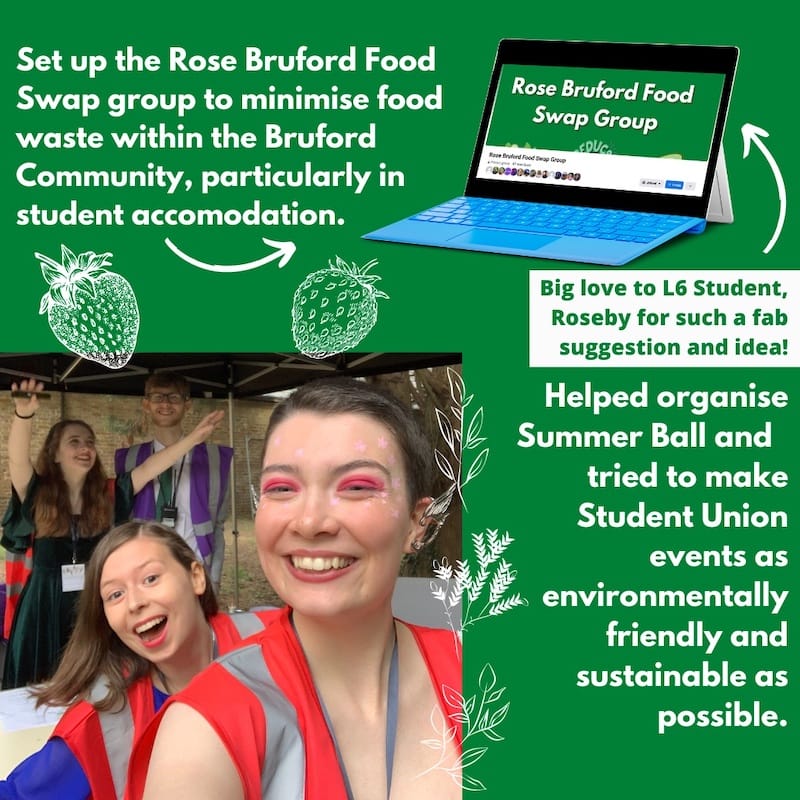 Set up the Rose Bruford Food
Swap group to minimise food
waste within the Bruford
Community, particularly in
student accomodation.
Rose Bruford Food
Swap Group
Rose Bruford Food Swap Group
Big love to L6 Student,
Roseby for such a fab
suggestion and idea!
Helped organise
Summer Ball and
tried to make
Student Union
events as
environmentally
friendly and
sustainable as
possible.